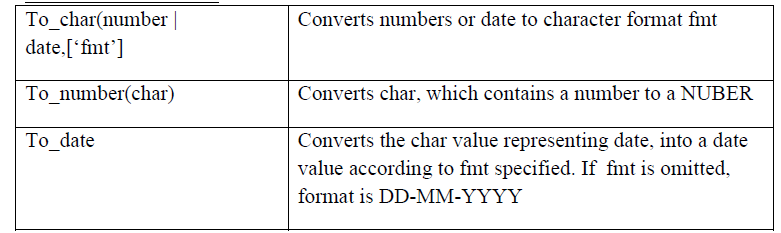 To_char(number |
date,[‘fmt’]
Converts numbers or date to character format fmt
To_number(char)
Converts char, which contains a number to a NUBER
To_date
Converts the char value representing date, into a date
value according to fmt specified. If  fmt is omitted,
format is DD-MM-YYYY